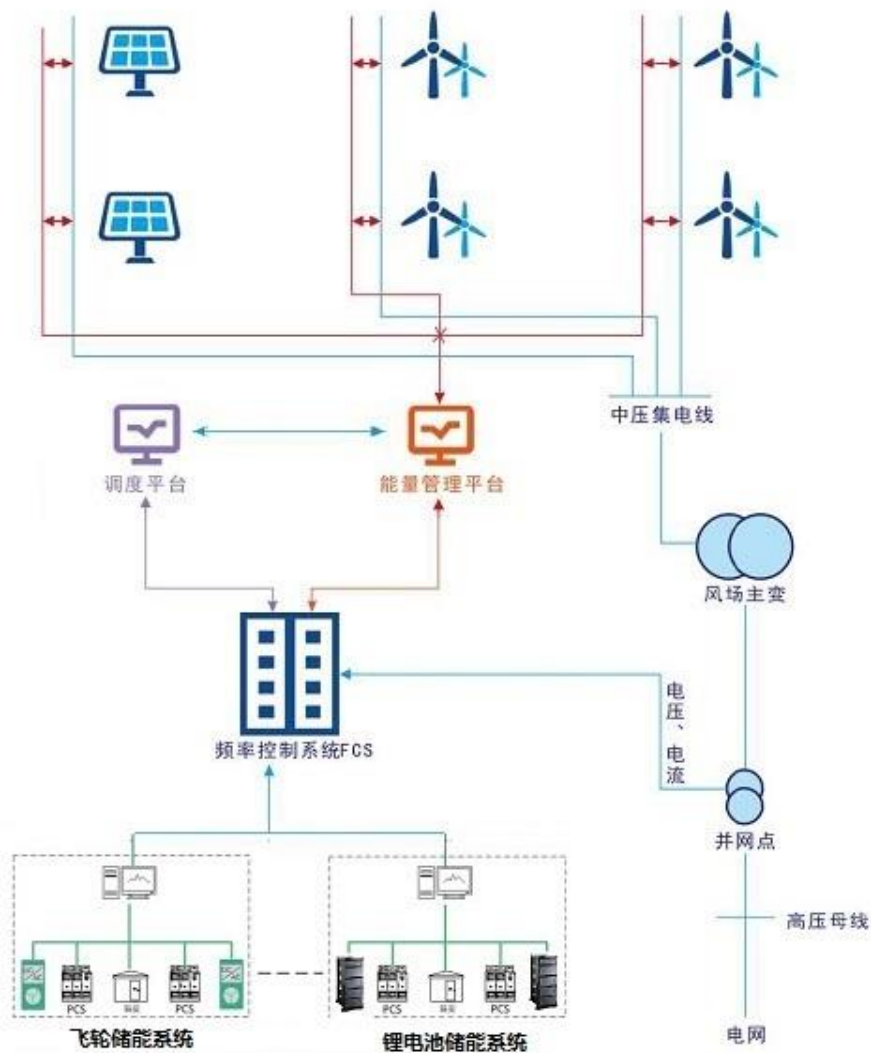 中压集电线
调度平台
能量管理平台
风场主变
电压、电流
频率控制系统FCS
并网点
高压母线
PCS
PCS
PCS
PCS
飞轮储能系统
锂电池储能系统
电网